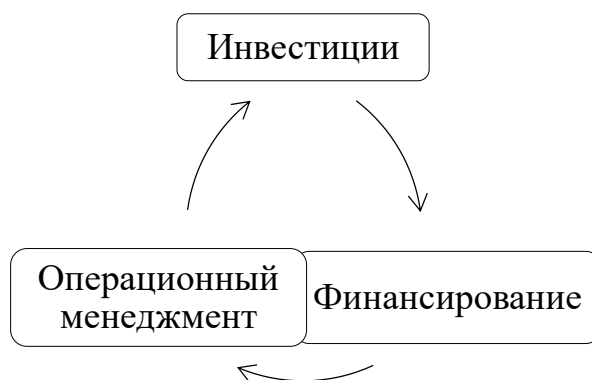 Инвестиции
Операционный
менеджмент
Финансирование